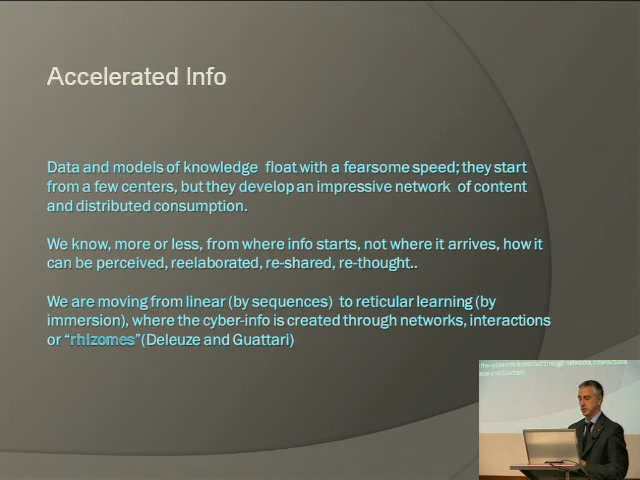 Accelerated Info
Data and models of knowledge float with a fearsome speed; they start
from a few centers, but they develop an impressive network of content
and distributed consumption.
We know, more or less, from where info starts, not where it arrives, how it
can be perceived, reelaborated, re-shared, re-thought..
We are moving from linear (by sequences) to reticular learning (by
immersion), where the cyber-info is created through networks, interactions
or “rhizomes”(Deleuze and Guattari)